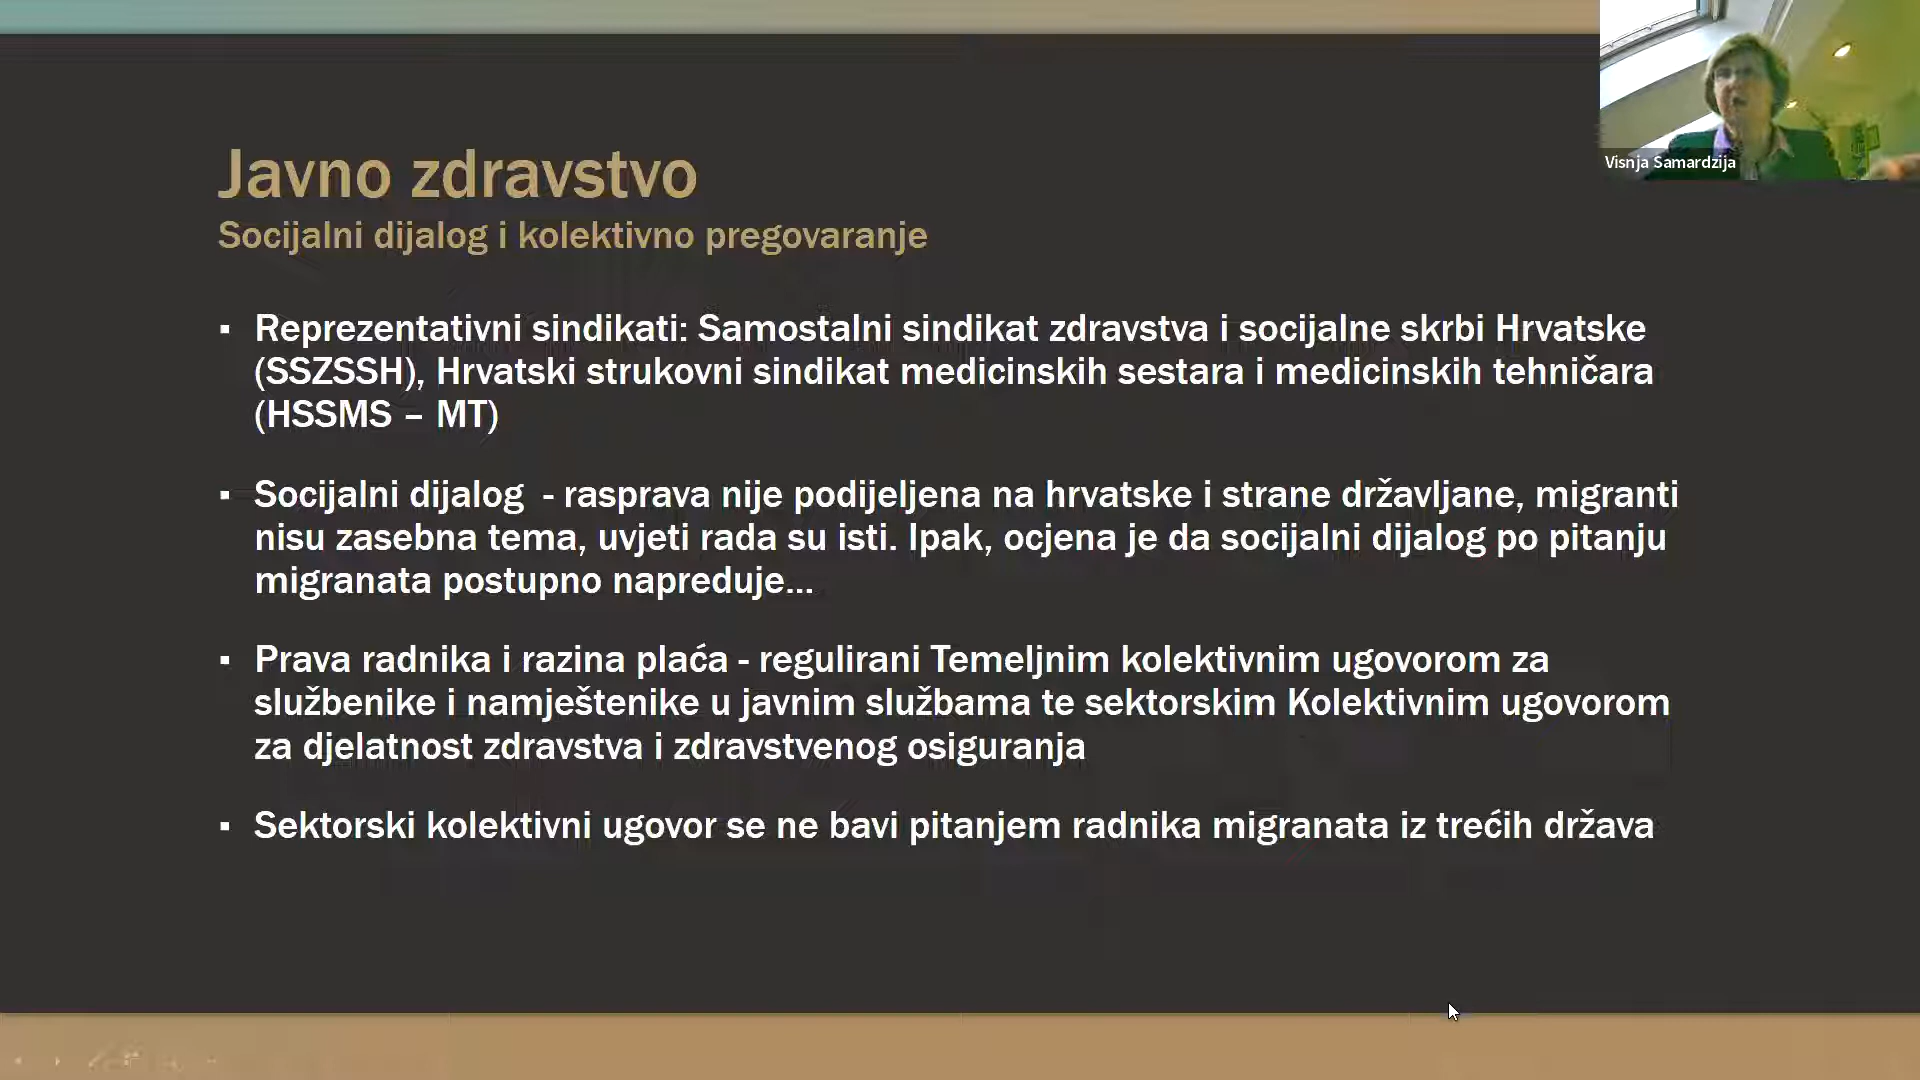 Visnja Samardzija
Javno zdravstvo
Socijalni dijalog i kolektivno pregovaranje
▪ Reprezentativni sindikati: Samostalni sindikat zdravstva i socijalne skrbi Hrvatske
(SSZSSH), Hrvatski strukovni sindikat medicinskih sestara i medicinskih tehničara
(HSSMS – MT)
▪ Socijalni dijalog - rasprava nije podijeljena na hrvatske i strane državljane, migranti
nisu zasebna tema, uvjeti rada su isti. Ipak, ocjena je da socijalni dijalog po pitanju
migranata postupno napreduje...
▪ Prava radnika i razina plaća - regulirani Temeljnim kolektivnim ugovorom za
službenike i namještenike u javnim službama te sektorskim Kolektivnim ugovorom
za djelatnost zdravstva i zdravstvenog osiguranja
▪ Sektorski kolektivni ugovor se ne bavi pitanjem radnika migranata iz trećih država